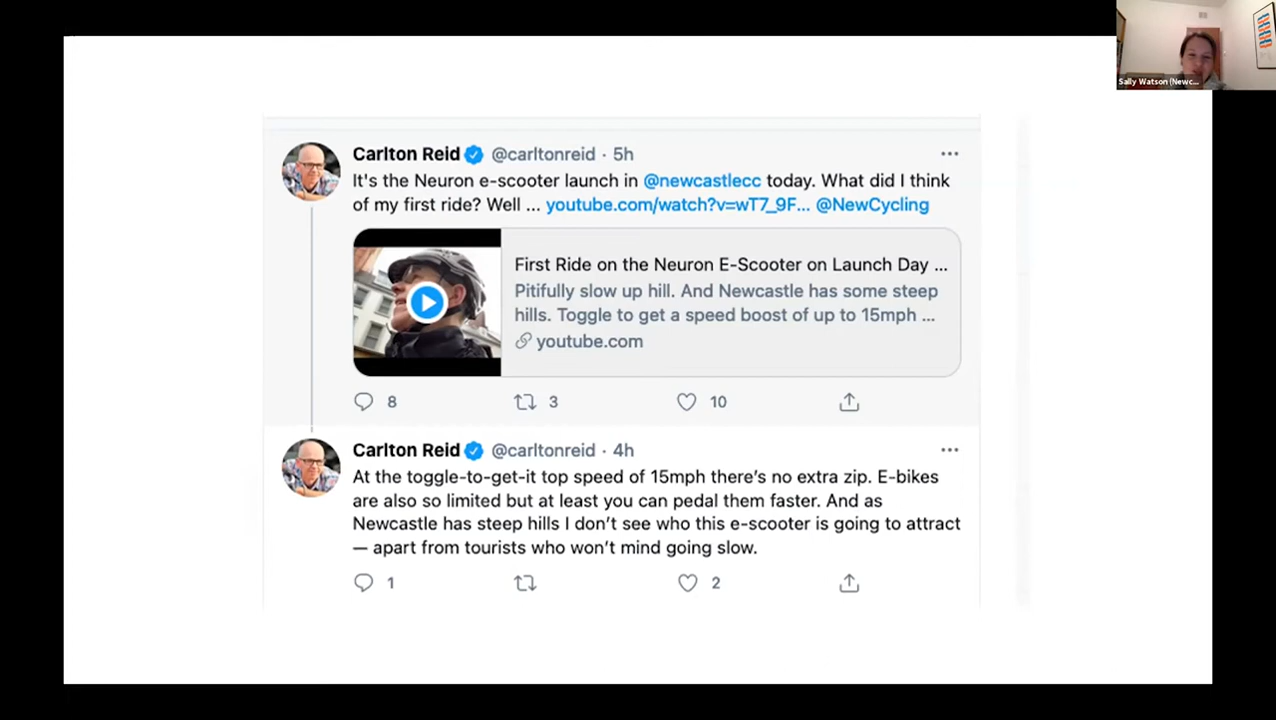 Sally Watson (Newc...
Carlton Reid @carltonreid · 5h
It's the Neuron e-scooter launch in @newcastlecc today. What did I think
of my first ride? Well ... youtube.com/watch?v=wT7_9F... @NewCycling
First Ride on the Neuron E-Scooter on Launch Day ...
Pitifully slow up hill. And Newcastle has some steep
hills. Toggle to get a speed boost of up to 15mph ...
youtube.com
8 3 10
Carlton Reid @carltonreid · 4h
At the toggle-to-get-it top speed of 15mph there's no extra zip. E-bikes
are also so limited but at least you can pedal them faster. And as
Newcastle has steep hills I don't see who this e-scooter is going to attract
— apart from tourists who won't mind going slow.
1 2